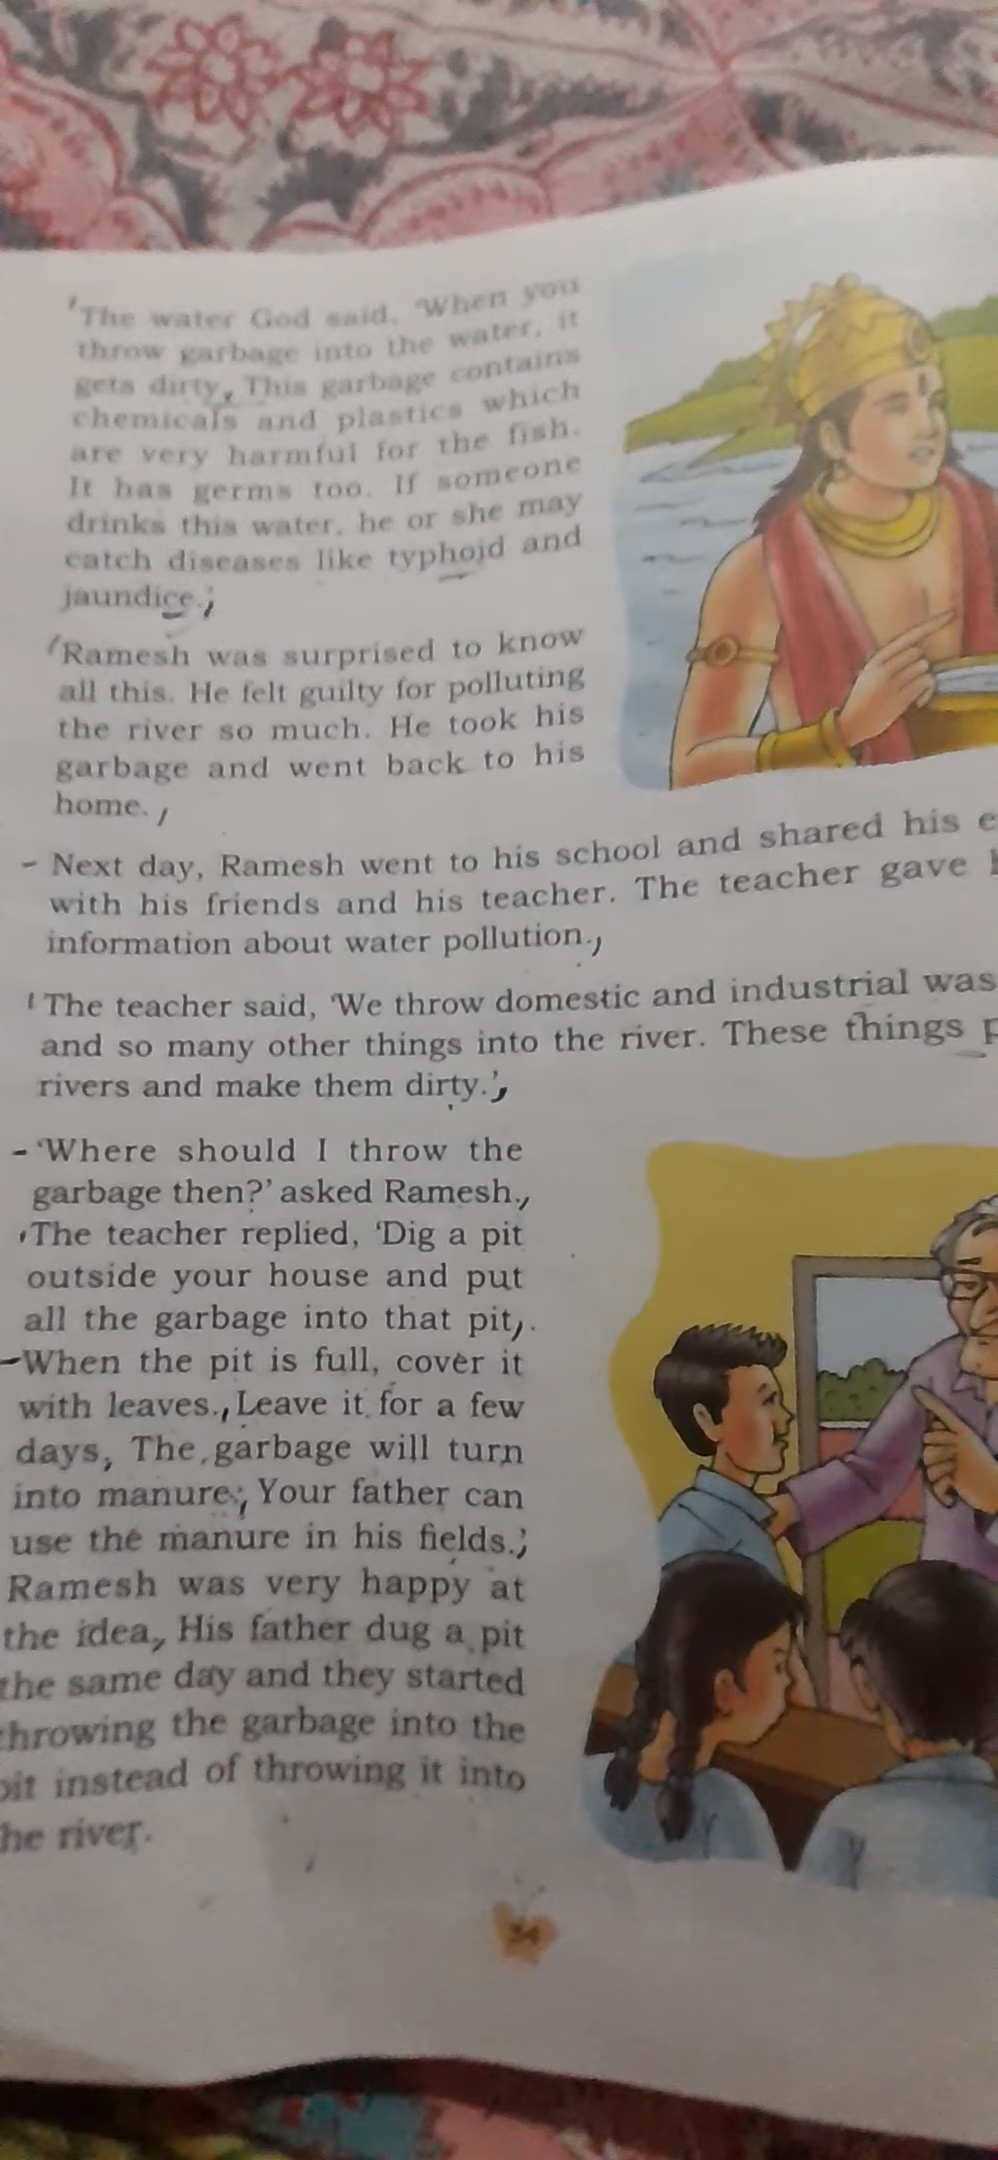 The water God said, 'When you
throw garbage into the water, it
gets dirty. This garbage contains
chemicals and plastics which
are very harmful for the fish.
It has germs too. If someone
drinks this water, he or she may
catch diseases like typhoid and
jaundice.'
Ramesh was surprised to know
all this. He felt guilty for polluting
the river so much. He took his
garbage and went back to his
home.
Next day, Ramesh went to his school and shared his
with his friends and his teacher. The teacher gave
information about water pollution.
The teacher said, 'We throw domestic and industrial
and so many other things into the river. These things
rivers and make them dirty.'
'Where should I throw the
garbage then?' asked Ramesh.
The teacher replied, 'Dig a pit
outside your house and put
all the garbage into that pit.
When the pit is full, cover it
with leaves. Leave it for a few
days. The garbage will turn
into manure. Your father can
use the manure in his fields.'
Ramesh was very happy at
the idea. His father dug a pit
the same day and they started
throwing the garbage into the
pit instead of throwing it into
the river.